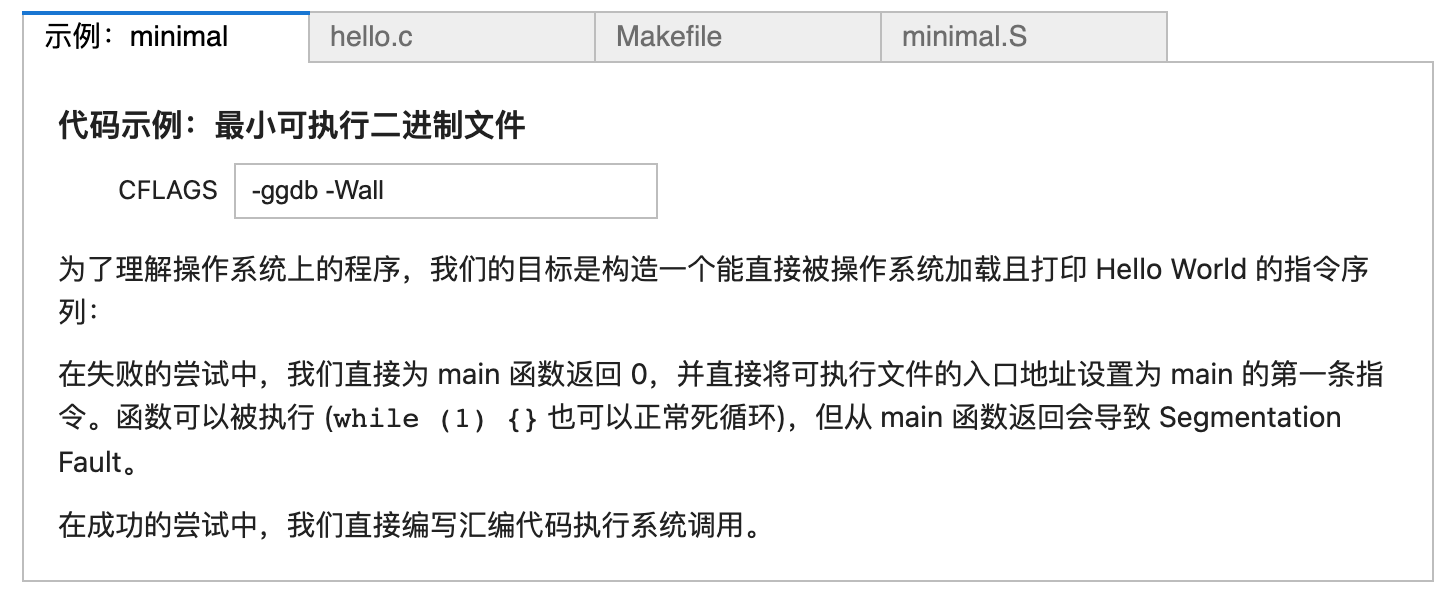 示例：minimal
hello.c
Makefile
minimal.S
代码示例：最小可执行二进制文件
CFLAGS
-ggdb -Wall
为了理解操作系统上的程序，我们的目标是构造一个能直接被操作系统加载且打印 Hello World 的指令序
列：
在失败的尝试中，我们直接为 main 函数返回 0，并直接将可执行文件的入口地址设置为 main 的第一条指
令。函数可以被执行 (while (1) {} 也可以正常死循环)，但从 main 函数返回会导致 Segmentation
Fault。
在成功的尝试中，我们直接编写汇编代码执行系统调用。